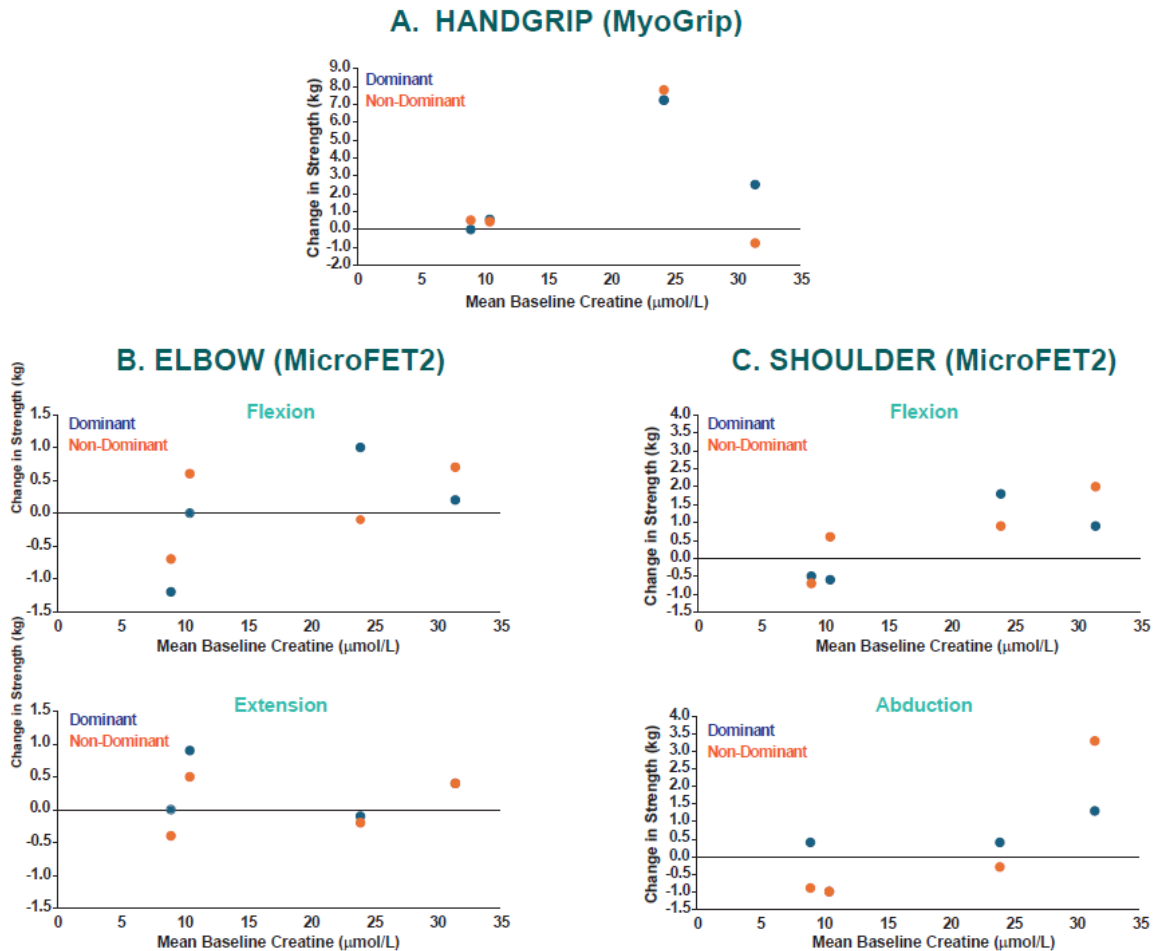 A. HANDGRIP (MyoGrip)
Change in Strength (kg)
9.0
8.0
7.0
6.0
5.0
4.0
3.0
2.0
1.0
0.0
-1.0
-2.0
Dominant
Non-Dominant
0 5 10 15 20 25 30 35
Mean Baseline Creatine (μmol/L)
B. ELBOW (MicroFET2)
Flexion
Change in Strength (kg)
1.5
1.0
0.5
0.0
-0.5
-1.0
-1.5
Dominant
Non-Dominant
0 5 10 15 20 25 30 35
Mean Baseline Creatine (μmol/L)
Extension
Change in Strength (kg)
1.5
1.0
0.5
0.0
-0.5
-1.0
-1.5
Dominant
Non-Dominant
0 5 10 15 20 25 30 35
Mean Baseline Creatine (μmol/L)
C. SHOULDER (MicroFET2)
Flexion
Change in Strength (kg)
4.0
3.5
3.0
2.5
2.0
1.5
1.0
0.5
0.0
-0.5
-1.0
-1.5
Dominant
Non-Dominant
0 5 10 15 20 25 30 35
Mean Baseline Creatine (μmol/L)
Abduction
Change in Strength (kg)
4.0
3.5
3.0
2.5
2.0
1.5
1.0
0.5
0.0
-0.5
-1.0
-1.5
Dominant
Non-Dominant
0 5 10 15 20 25 30 35
Mean Baseline Creatine (μmol/L)